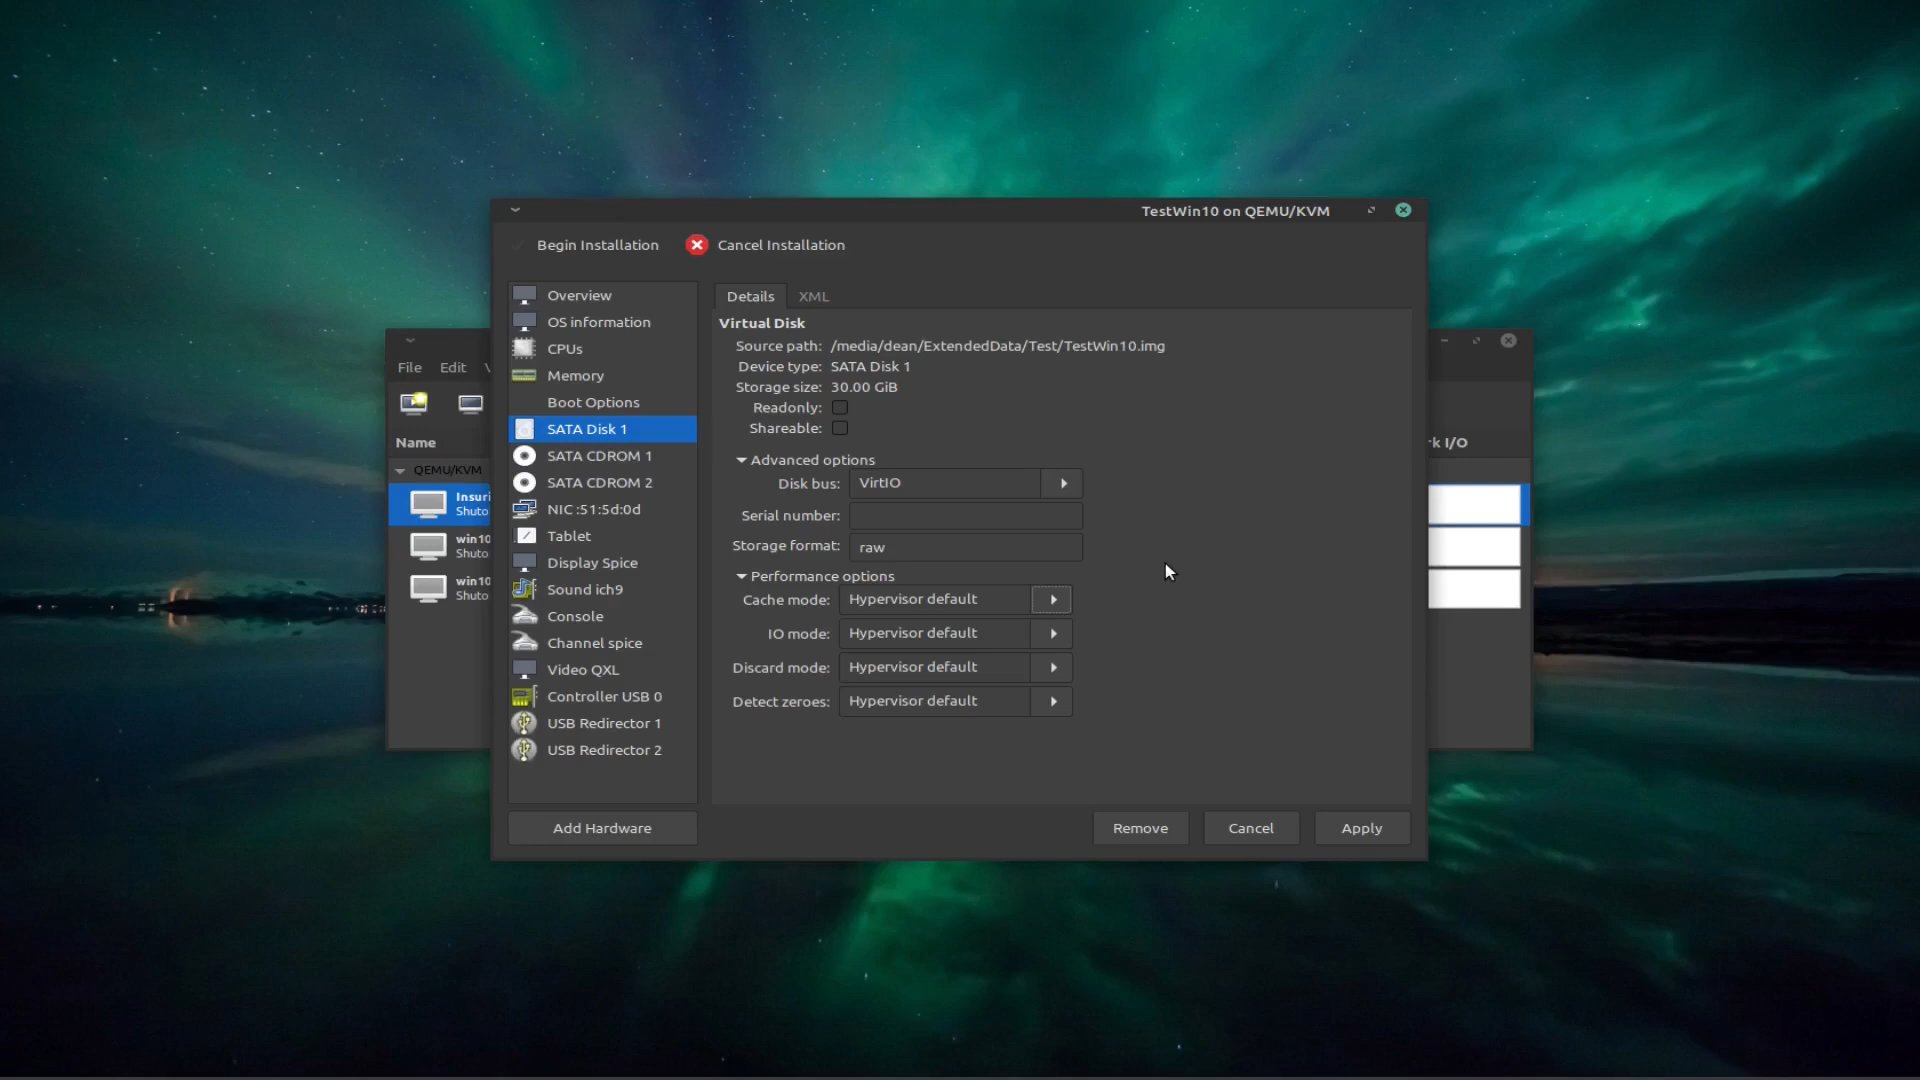 TestWin10 on QEMU/KVM
Begin Installation
Cancel Installation
Overview
OS information
CPUs
Memory
Boot Options
SATA Disk 1
SATA CDROM 1
SATA CDROM 2
NIC :51:5d:0d
Tablet
Display Spice
Sound ich9
Console
Channel spice
Video QXL
Controller USB 0
USB Redirector 1
USB Redirector 2
Add Hardware
Details
XML
Virtual Disk
Source path: /media/dean/ExtendedData/Test/TestWin10.img
Device type: SATA Disk 1
Storage size: 30.00 GiB
Readonly:
Shareable:
Advanced options
Disk bus: VirtIO
Serial number:
Storage format: raw
Performance options
Cache mode: Hypervisor default
IO mode: Hypervisor default
Discard mode: Hypervisor default
Detect zeroes: Hypervisor default
Remove
Cancel
Apply
File
Edit
Name
QEMU/KVM
Insuri
Shuto
win10
Shuto
win10
Shuto
rk I/O